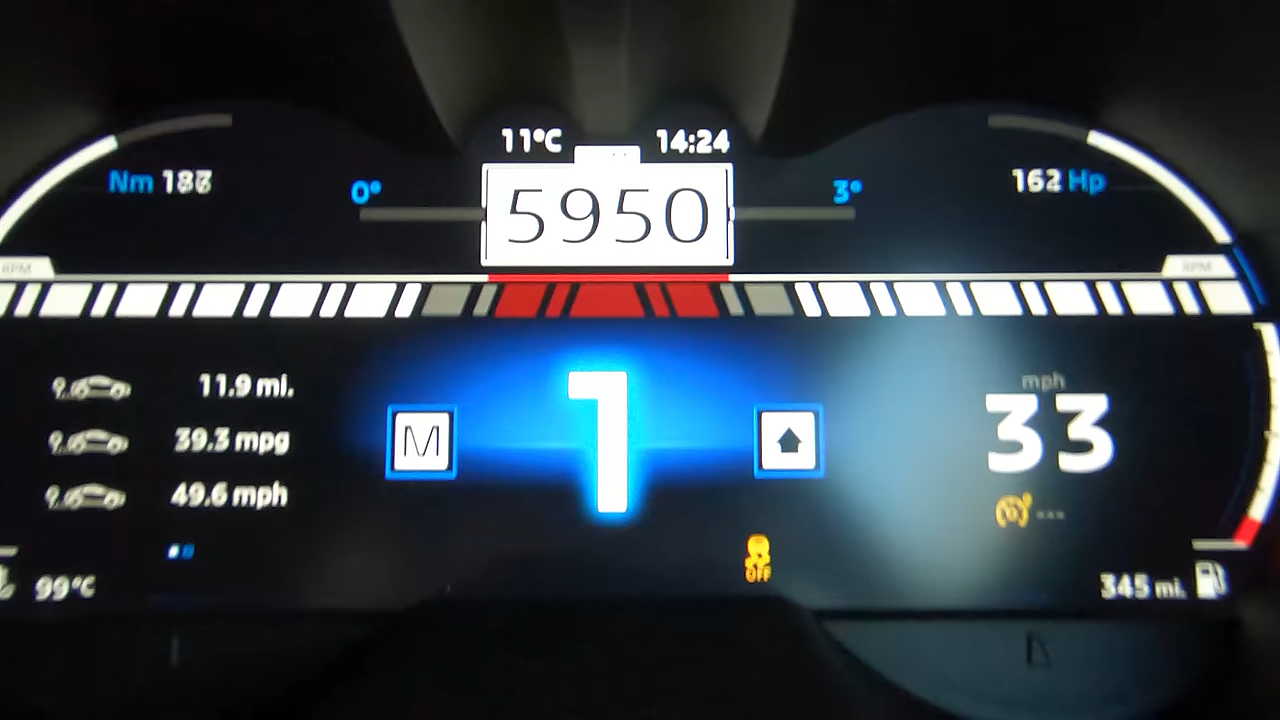 11°C 14:24
Nm
162 Hp
0° 5950 3°
RPM RPM
11.9 mi.
39.3 mpg
49.6 mph
M 1
mph
33
---
OFF
99°C
345 mi.